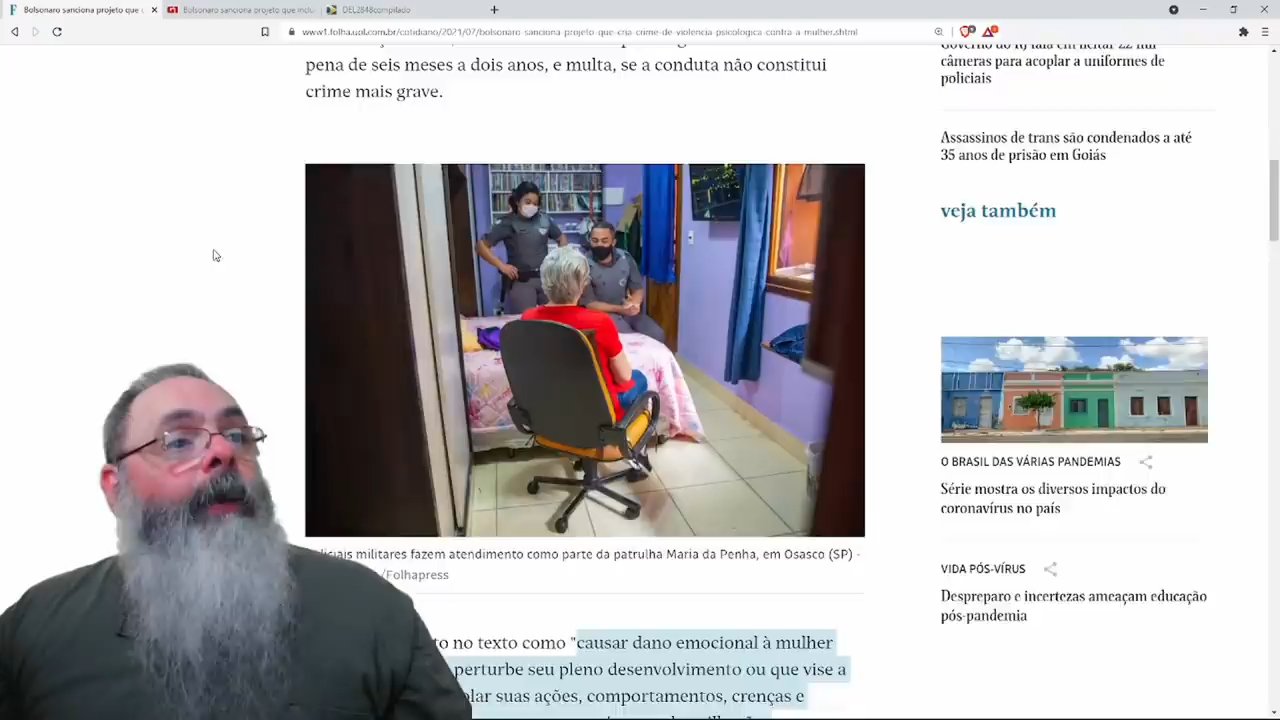 Bolsonaro sanciona projeto que
Bolsonaro sanciona projeto que inclu
DEL2848compilado
www1.folha.uol.com.br/cotidiano/2021/07/bolsonaro-sanciona-projeto-que-cria-crime-de-violencia-psicologica-contra-a-mulher.shtml
pena de seis meses a dois anos, e multa, se a conduta não constitui
crime mais grave.
câmeras para acoplar a uniformes de
policiais
Assassinos de trans são condenados a até
35 anos de prisão em Goiás
veja também
O BRASIL DAS VÁRIAS PANDEMIAS
Série mostra os diversos impactos do
coronavírus no país
VIDA PÓS-VÍRUS
Despreparo e incertezas ameaçam educação
pós-pandemia
militares fazem atendimento como parte da patrulha Maria da Penha, em Osasco (SP) -
/Folhapress
no texto como "causar dano emocional à mulher
perturbe seu pleno desenvolvimento ou que vise a
suas ações, comportamentos, crenças e